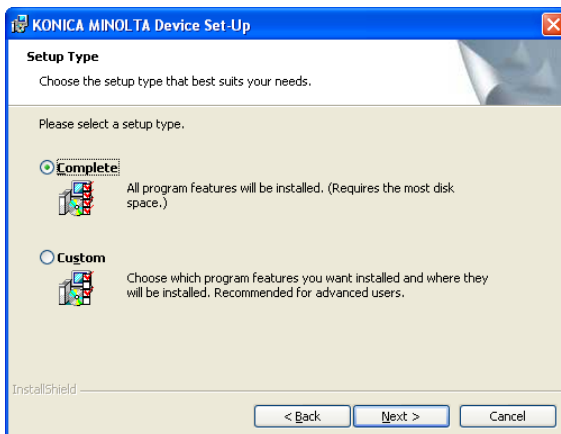 KONICA MINOLTA Device Set-Up
Setup Type
Choose the setup type that best suits your needs.
Please select a setup type.
Complete
All program features will be installed. (Requires the most disk
space.)
Custom
Choose which program features you want installed and where they
will be installed. Recommended for advanced users.
InstallShield
< Back
Next >
Cancel